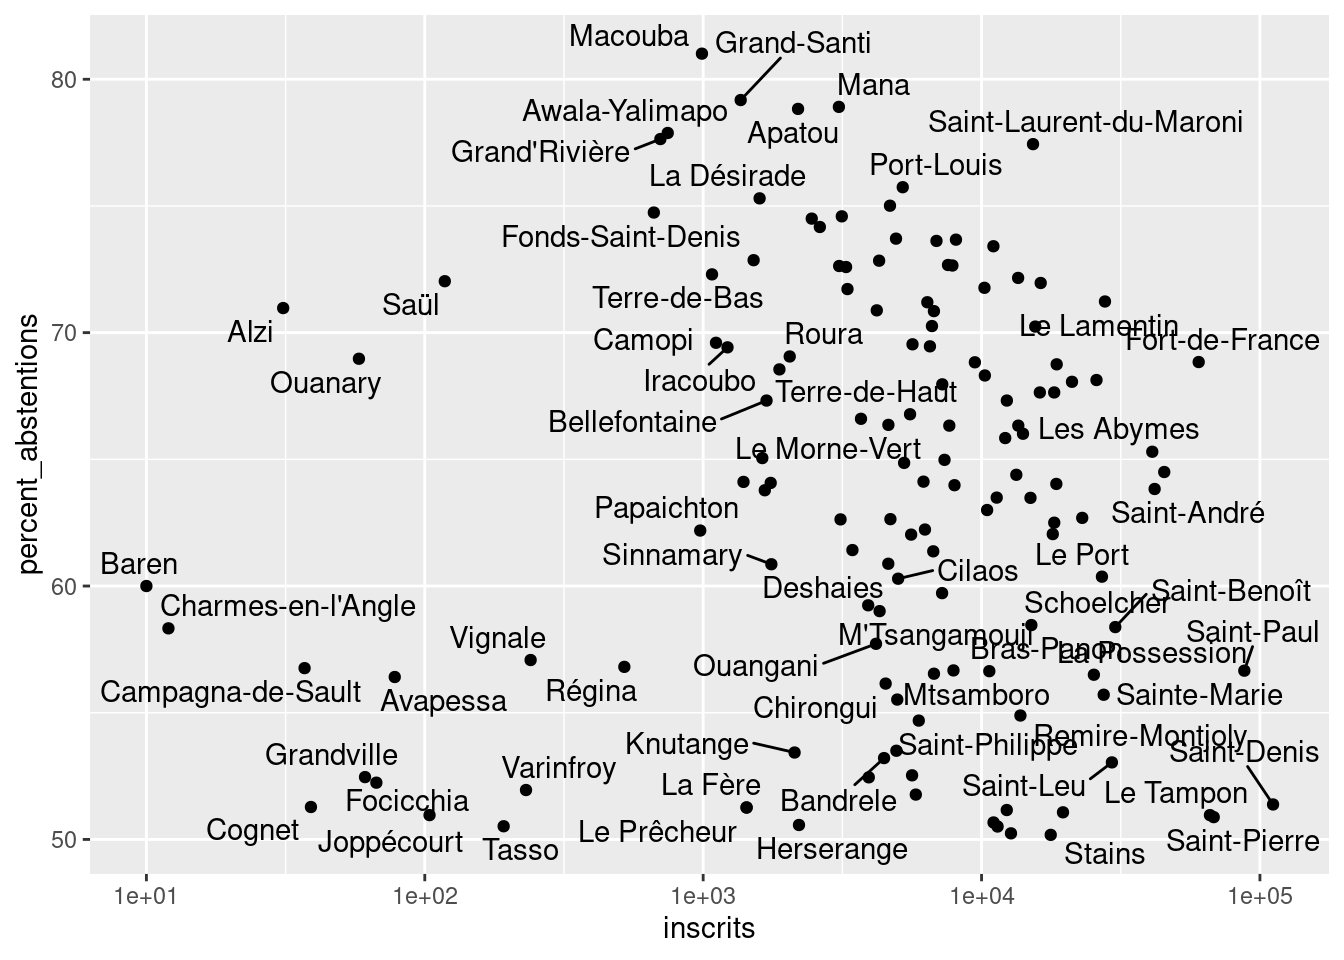 Macouba
Grand-Santi
80
Mana
Awala-Yalimapo
Apatou
Saint-Laurent-du-Maroni
Grand'Rivière
Port-Louis
La Désirade
Fonds-Saint-Denis
Saül
Terre-de-Bas
Alzi
70
Camopi
Roura
Le Lamentin
Fort-de-France
Ouanary
Iracoubo
Terre-de-Haut
Bellefontaine
Les Abymes
Le Morne-Vert
Papaichton
Saint-André
percent_abstentions
Baren
Sinnamary
Le Port
60
Deshaies
Cilaos
Saint-Benoît
Charmes-en-l'Angle
Schoelcher
Vignale
M'Tsangamouji
Saint-Paul
Bras-Panon
La Possession
Ouangani
Campagna-de-Sault
Avapessa
Régina
Mtsamboro
Sainte-Marie
Chirongui
Knutange
Saint-Philippe
Remire-Montjoly
Saint-Denis
Grandville
Varinfroy
La Fère
Saint-Leu
Le Tampon
Focicchia
Bandrele
Cognet
Joppécourt
Tasso
Le Prêcheur
Herserange
Stains
Saint-Pierre
50
1e+01
1e+02
1e+03
1e+04
1e+05
inscrits